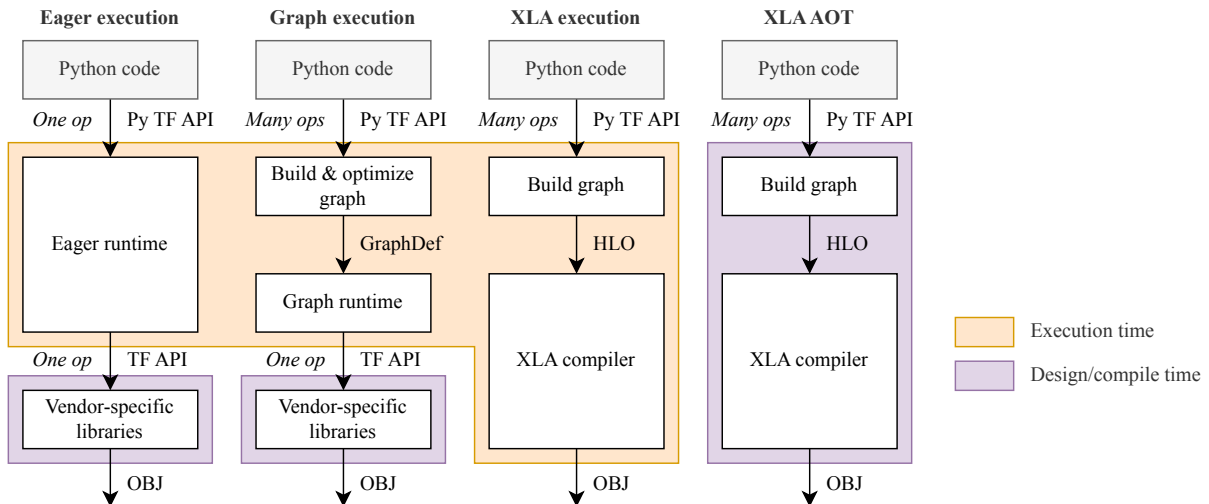 Eager execution
Graph execution
XLA execution
XLA AOT
Python code
Python code
Python code
Python code
One op
Py TF API
Many ops
Py TF API
Many ops
Py TF API
Many ops
Py TF API
Eager runtime
Build & optimize
graph
Build graph
Build graph
GraphDef
HLO
HLO
Graph runtime
XLA compiler
XLA compiler
One op
TF API
One op
TF API
Vendor-specific
libraries
Vendor-specific
libraries
OBJ
OBJ
OBJ
OBJ
Execution time
Design/compile time